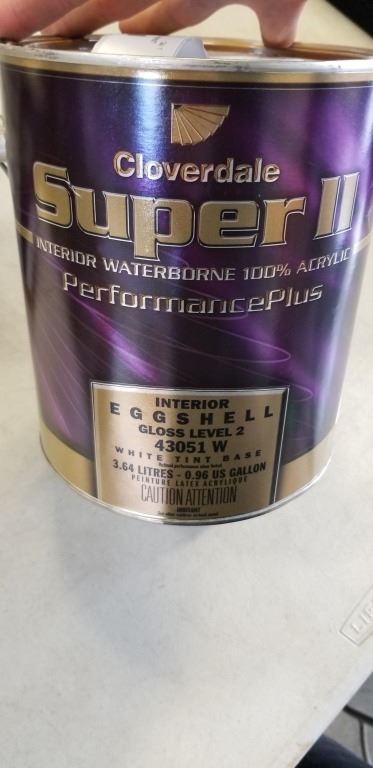 Cloverdale
Super II
INTERIOR WATERBORNE 100% ACRYLIC
PerformancePlus
INTERIOR
EGGSHELL
GLOSS LEVEL 2
43051 W
WHITE TINT BASE
3.64 LITRES - 0.96 US GALLON
PEINTURE LATEX ACRYLIQUE
CAUTION ATTENTION
IRRITANT